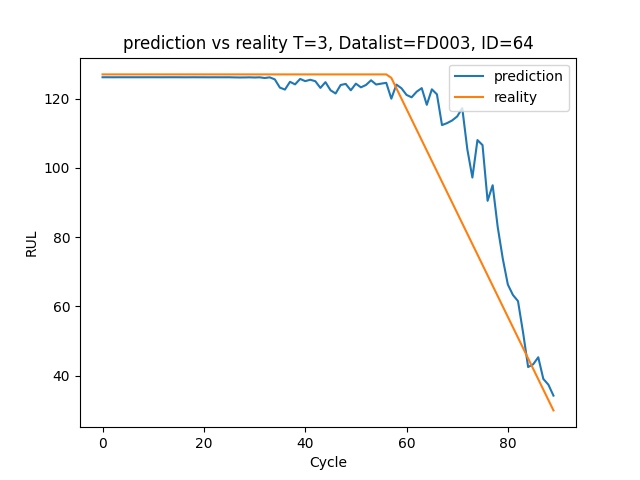 prediction vs reality T=3, Datalist=FD003, ID=64
prediction
reality
120
100
80
60
40
RUL
0
20
40
60
80
Cycle